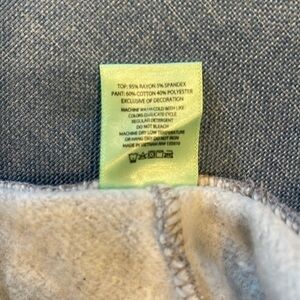 TOP: 95% RAYON 5% SPANDEX
PANT: 60% COTTON 40% POLYESTER
EXCLUSIVE OF DECORATION
MACHINE WASH COLD WITH LIKE
COLORS DELICATE CYCLE
REGULAR DETERGENT
DO NOT BLEACH
MACHINE DRY LOW TEMPERATURE
OR HANG DRY DO NOT IRON
MADE IN VIETNAM RN#